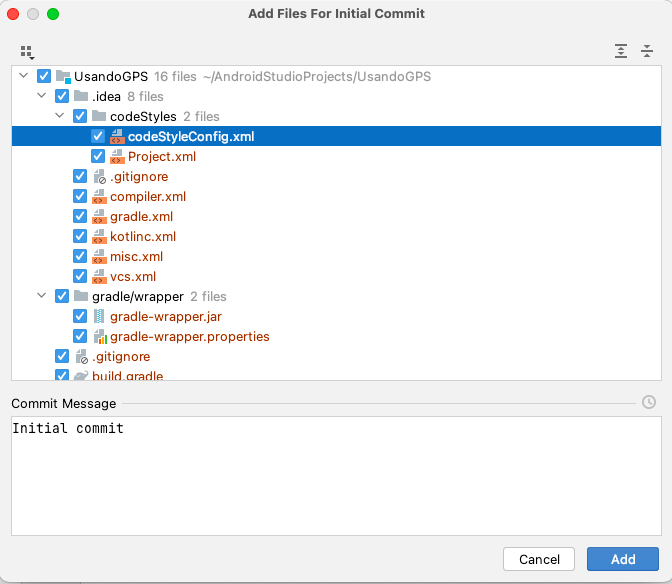 Add Files For Initial Commit
UsandoGPS 16 files ~/AndroidStudioProjects/UsandoGPS
.idea 8 files
codeStyles 2 files
codeStyleConfig.xml
Project.xml
.gitignore
compiler.xml
gradle.xml
kotlinc.xml
misc.xml
vcs.xml
gradle/wrapper 2 files
gradle-wrapper.jar
gradle-wrapper.properties
.gitignore
build.gradle
Commit Message
Initial commit
Cancel Add